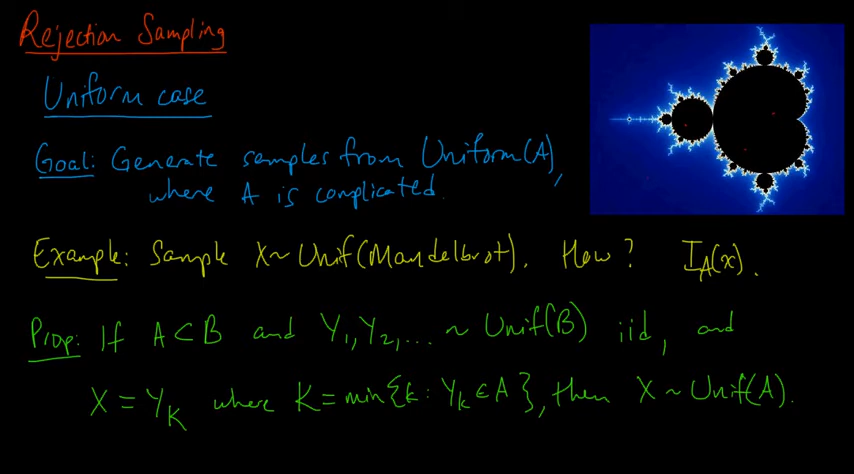 Rejection Sampling
Uniform case
Goal: Generate samples from Uniform(A),
where A is complicated.
Example: Sample X ~ Unif(Mandelbrot). How? I_A(x).
Prop: If A ⊂ B and Y₁, Y₂, ... ~ Unif(B) iid, and
X = Y_K where K = min{k : Y_k ∈ A}, then X ~ Unif(A).